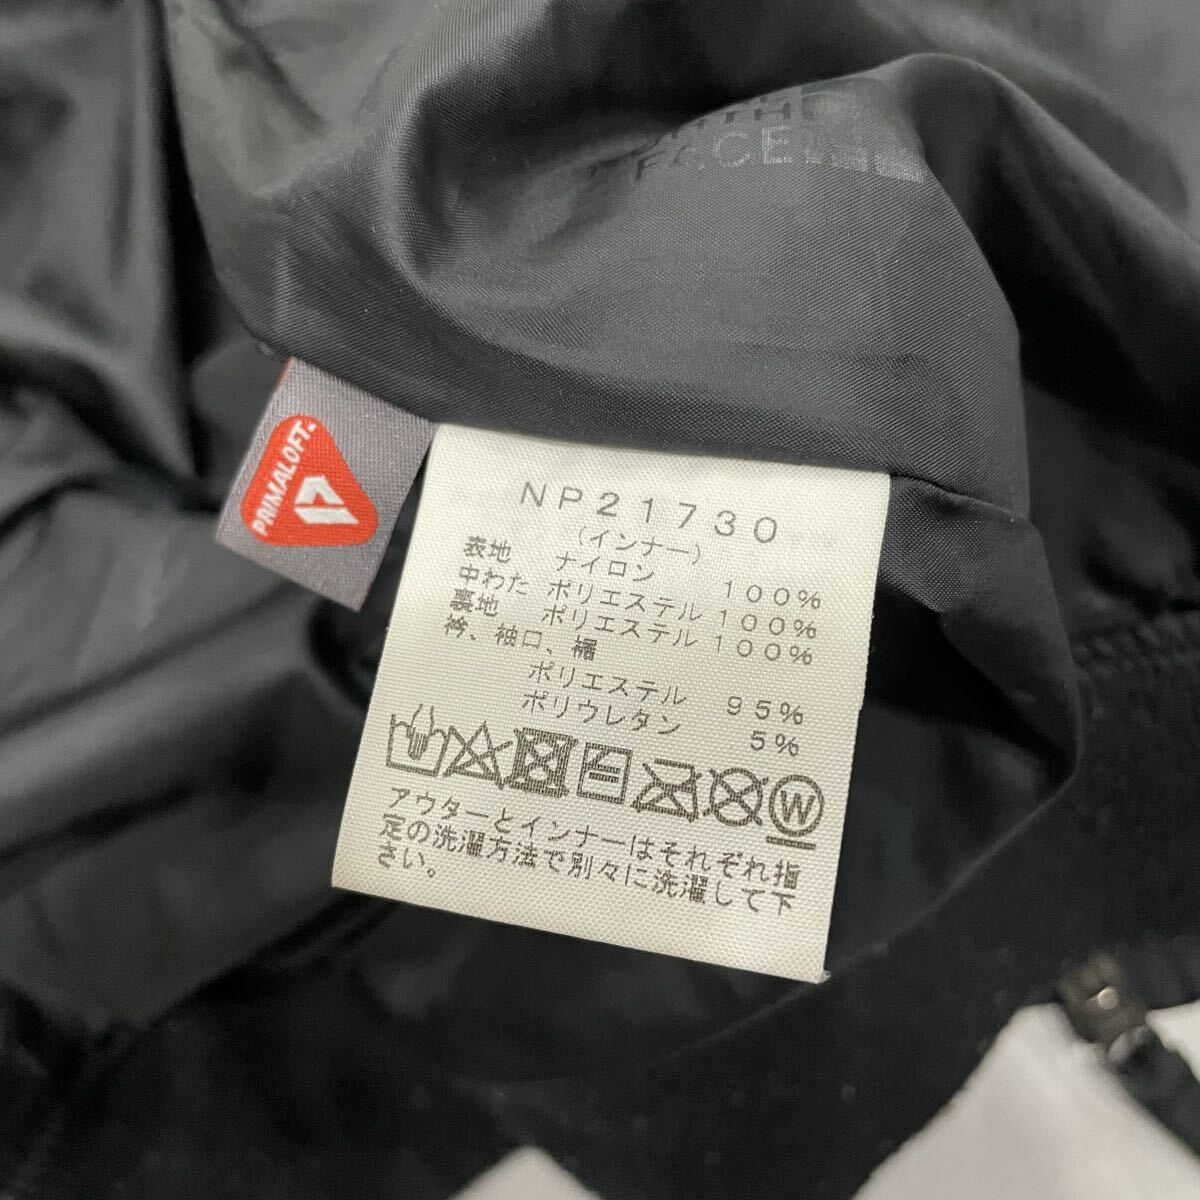 THE
NORTH
FACE
PRIMALOFT
NP21730
(インナー)
表地 ナイロン 100%
中わた ポリエステル 100%
裏地 ポリエステル 100%
衿、袖口、裾
ポリエステル 95%
ポリウレタン 5%
W
アウターとインナーはそれぞれ指
定の洗濯方法で別々に洗濯して下
さい。